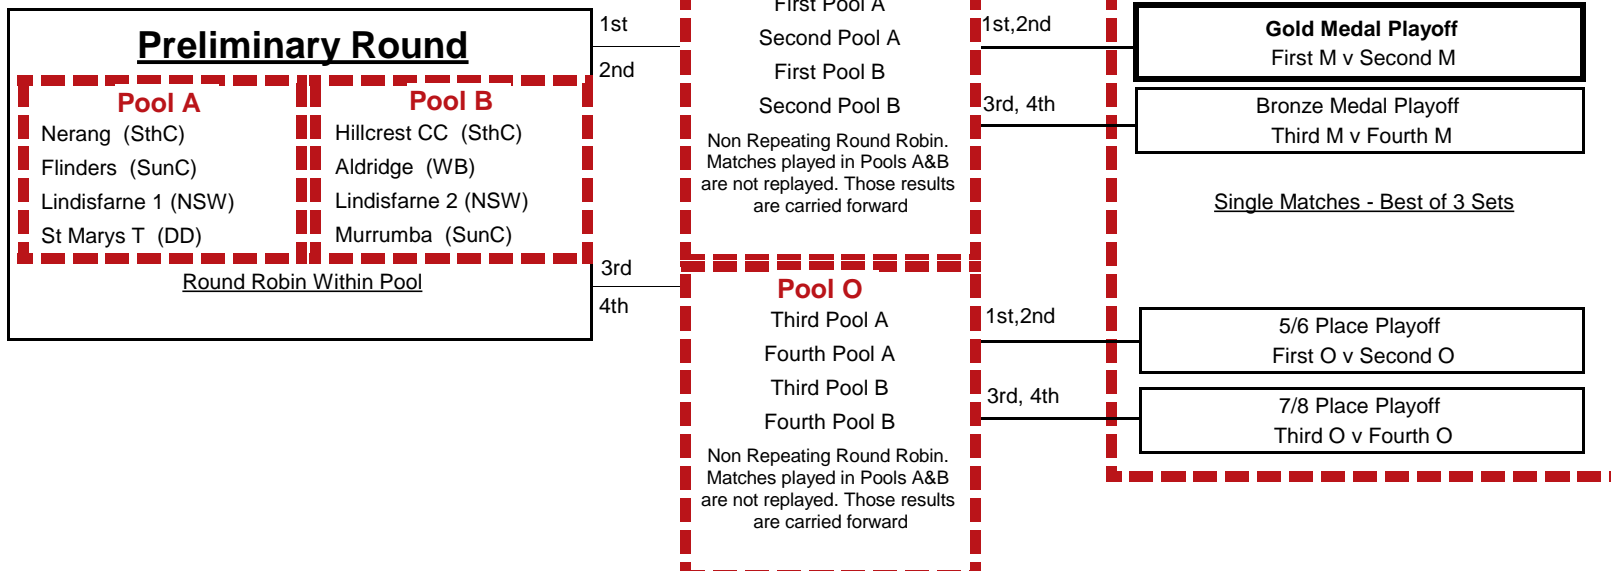 Preliminary Round
Pool A
Nerang (SthC)
Flinders (SunC)
Lindisfarne 1 (NSW)
St Marys T (DD)
Pool B
Hillcrest CC (SthC)
Aldridge (WB)
Lindisfarne 2 (NSW)
Murrumba (SunC)
Round Robin Within Pool
1st
2nd
3rd
4th
First Pool A
Second Pool A
First Pool B
Second Pool B
Non Repeating Round Robin.
Matches played in Pools A&B
are not replayed. Those results
are carried forward
Pool O
Third Pool A
Fourth Pool A
Third Pool B
Fourth Pool B
Non Repeating Round Robin.
Matches played in Pools A&B
are not replayed. Those results
are carried forward
1st,2nd
3rd, 4th
1st,2nd
3rd, 4th
Gold Medal Playoff
First M v Second M
Bronze Medal Playoff
Third M v Fourth M
Single Matches - Best of 3 Sets
5/6 Place Playoff
First O v Second O
7/8 Place Playoff
Third O v Fourth O